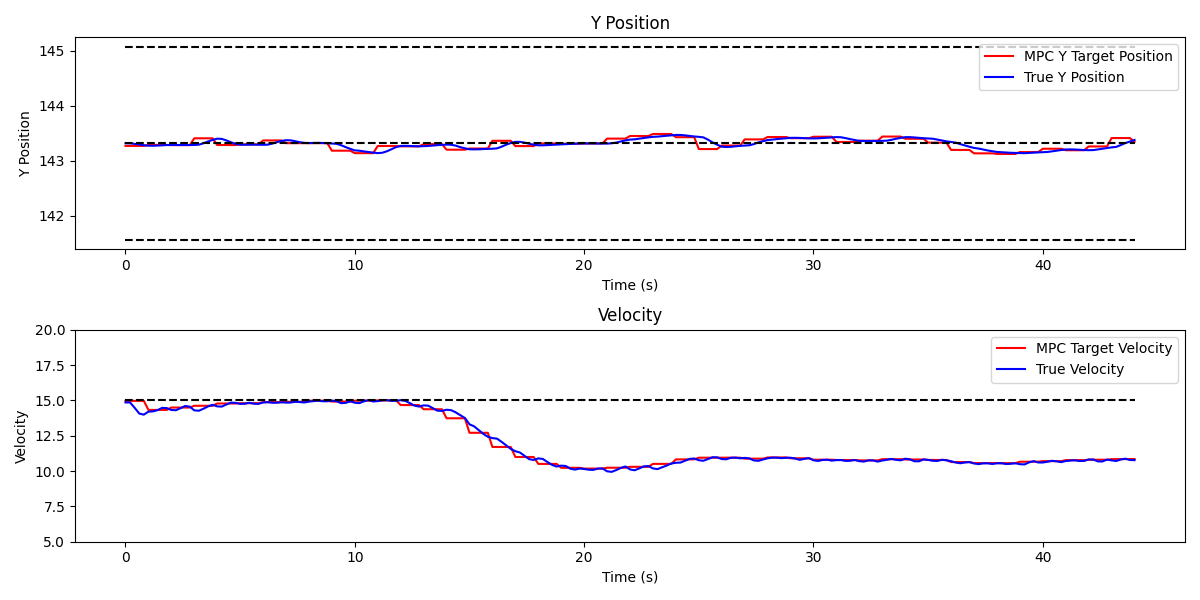 Y Position
145
144
143
142
Y Position
MPC Y Target Position
True Y Position
0
10
20
30
40
Time (s)
Velocity
20.0
17.5
15.0
12.5
10.0
7.5
5.0
Velocity
MPC Target Velocity
True Velocity
0
10
20
30
40
Time (s)